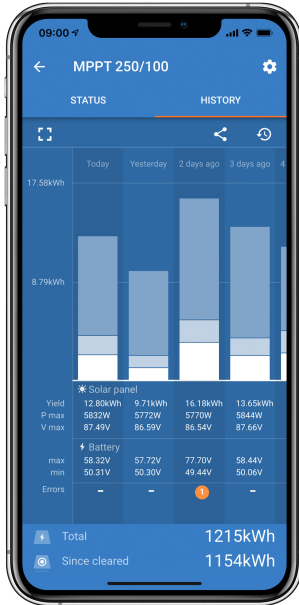 09:00
MPPT 250/100
STATUS HISTORY
Today Yesterday 2 days ago 3 days ago 4
17.58kWh
8.79kWh
Solar panel
Yield 12.80kWh 9.71kWh 16.18kWh 13.65kWh
P max 5832W 5772W 5770W 5844W
V max 87.49V 86.59V 86.54V 87.66V
Battery
max 58.32V 57.72V 77.70V 58.44V
min 50.31V 50.30V 49.44V 50.06V
Errors – – 1 –
Total 1215kWh
Since cleared 1154kWh